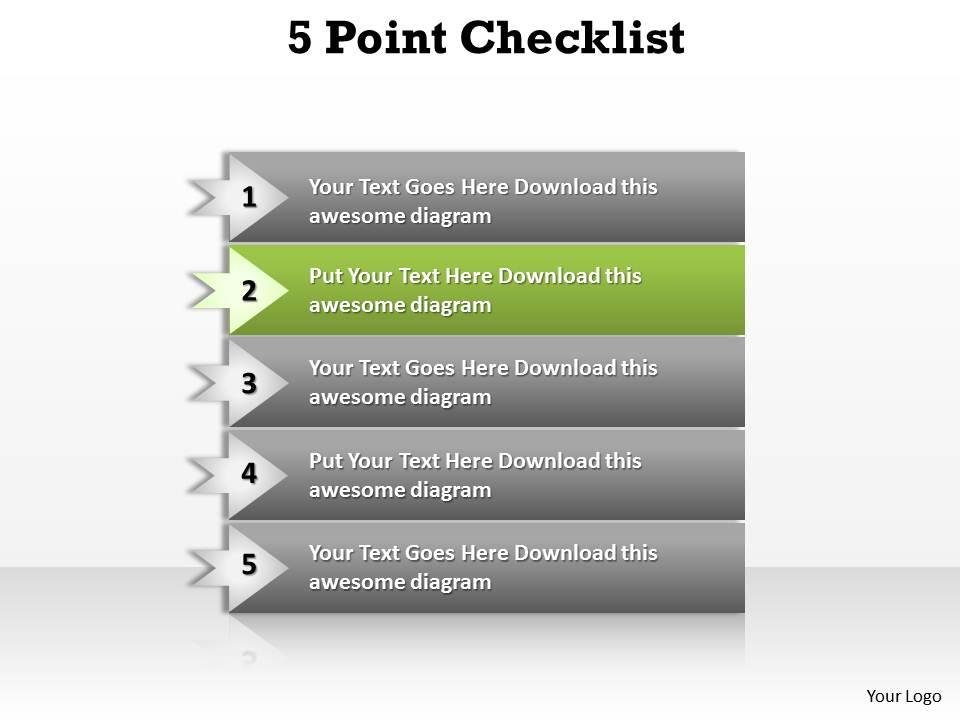 5 Point Checklist
1
Your Text Goes Here Download this
awesome diagram
2
Put Your Text Here Download this
awesome diagram
3
Your Text Goes Here Download this
awesome diagram
4
Put Your Text Here Download this
awesome diagram
5
Your Text Goes Here Download this
awesome diagram
Your Logo